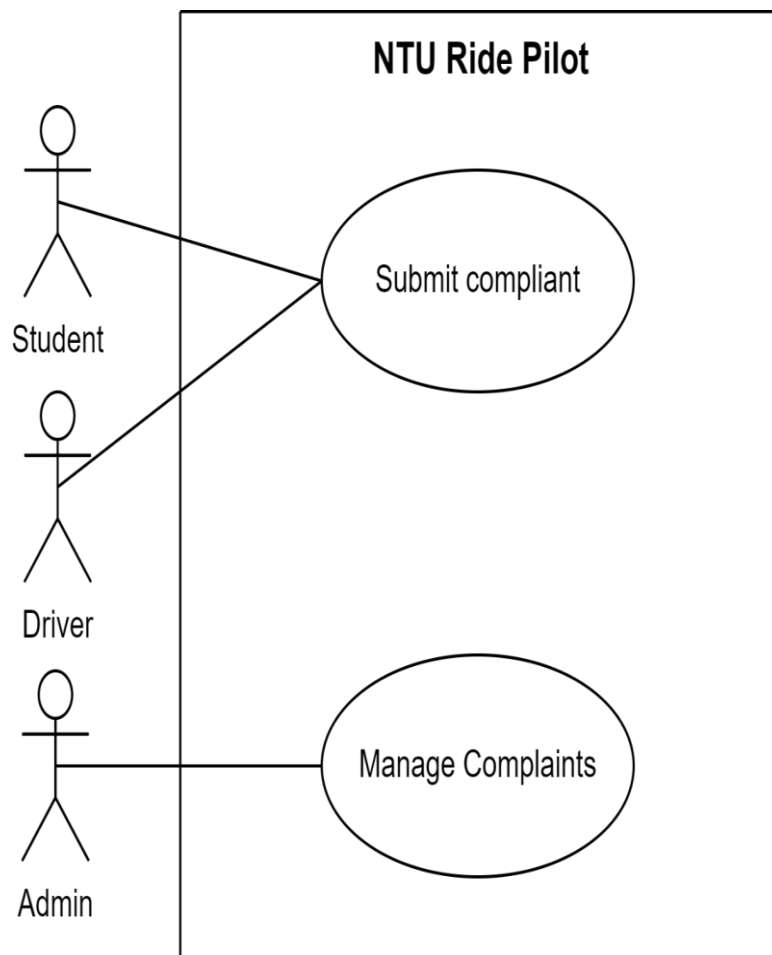 NTU Ride Pilot
Submit compliant
Student
Driver
Manage Complaints
Admin